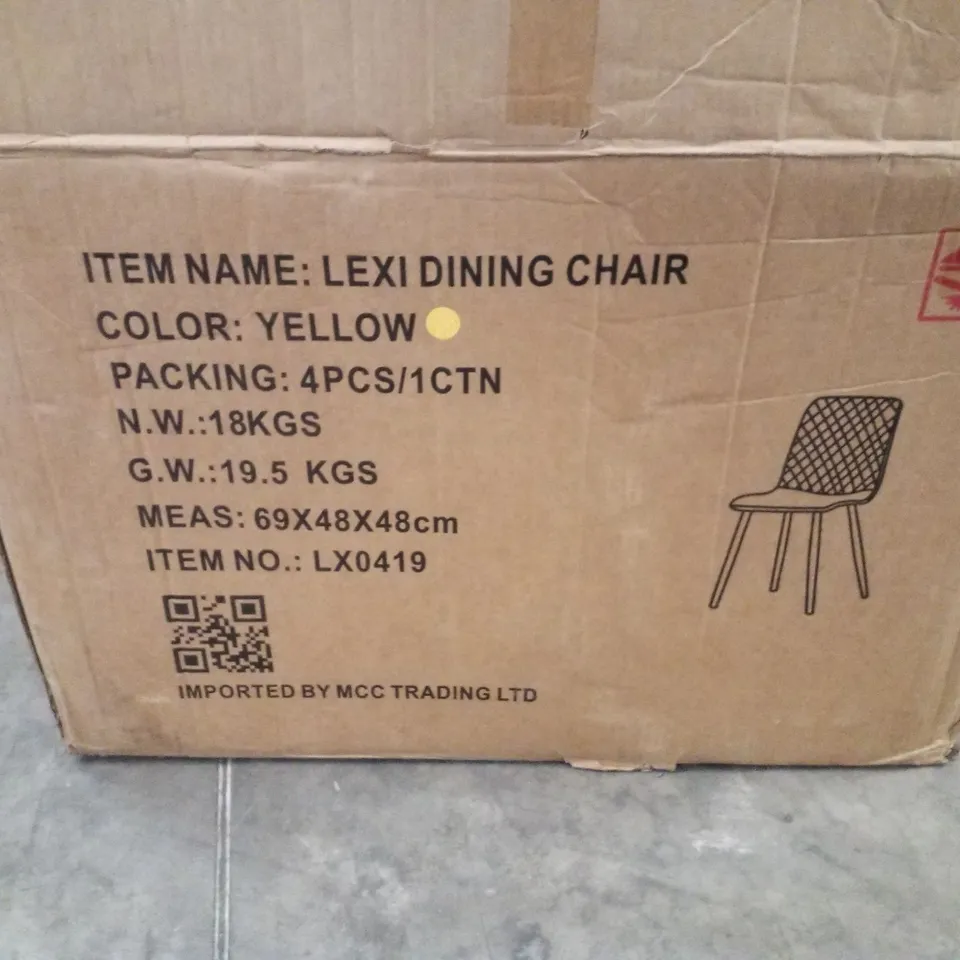 ITEM NAME: LEXI DINING CHAIR
COLOR: YELLOW
PACKING: 4PCS/1CTN
N.W.:18KGS
G.W.:19.5 KGS
MEAS: 69X48X48cm
ITEM NO.: LX0419
IMPORTED BY MCC TRADING LTD